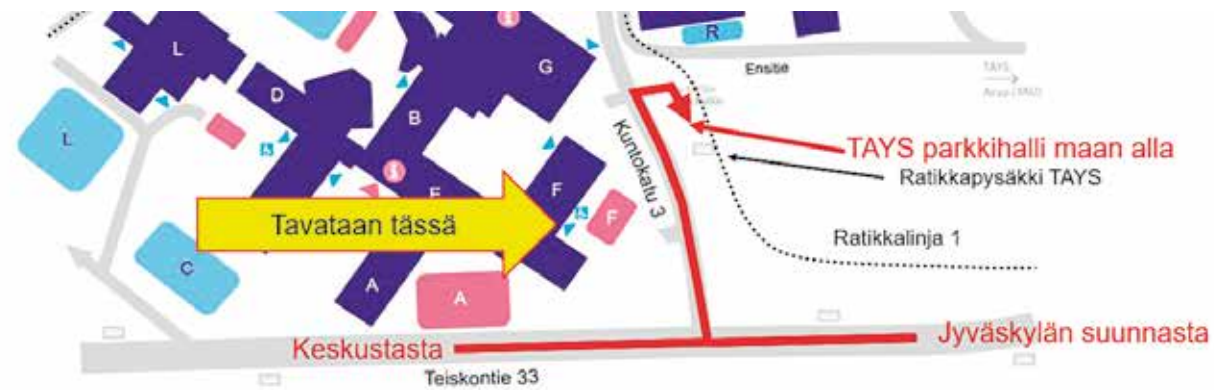 L
R
G
Ensitie
TAYS
D
B
L
Kuntokatu 3
TAYS parkkihalli maan alla
Ratikkapysäkki TAYS
E
F
F
Tavataan tässä
Ratikkalinja 1
C
A
A
Keskustasta
Jyväskylän suunnasta
Teiskontie 33